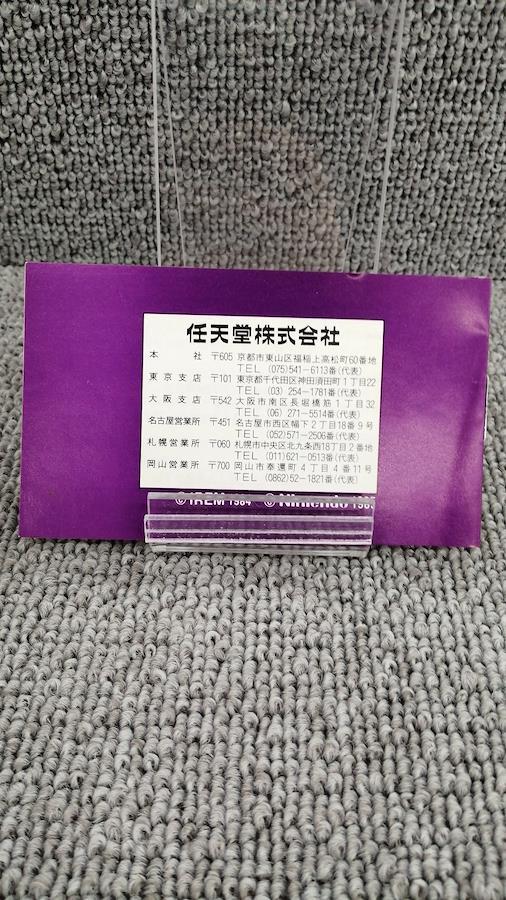 任天堂株式会社
本　　社 〒605 京都市東山区福稲上高松町60番地
TEL (075)541-6113番(代表)
東京支店 〒101 東京都千代田区神田須田町1丁目22
TEL (03) 254-1781番(代表)
大阪支店 〒542 大阪市南区長堀橋筋1丁目32
TEL (06) 271-5514番(代表)
名古屋営業所 〒451 名古屋市西区幅下2丁目18番9号
TEL (052)571-2506番(代表)
札幌営業所 〒060 札幌市中央区北九条西18丁目2番地
TEL (011)621-0513番(代表)
岡山営業所 〒700 岡山市奉還町4丁目4番11号
TEL (0862)52-1821番(代表)
©IREM 1984 ©Nintendo 1985